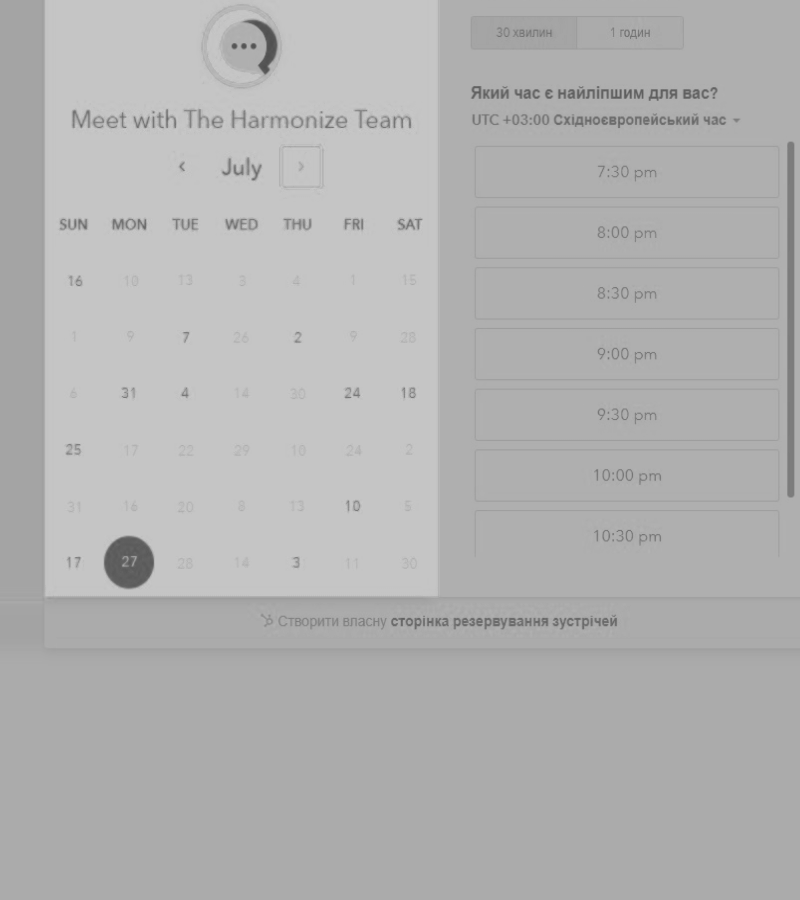 Meet with The Harmonize Team
July
SUN MON TUE WED THU FRI SAT
16 10 13 3 4 1 15
1 9 7 26 2 9 28
6 31 4 14 30 24 18
25 17 22 29 10 24 2
31 16 20 8 13 10 5
17 27 28 14 3 11 30
30 хвилин 1 годин
Який час є найліпшим для вас?
UTC +03:00 Східноєвропейський час
7:30 pm
8:00 pm
8:30 pm
9:00 pm
9:30 pm
10:00 pm
10:30 pm
Створити власну сторінка резервування зустрічей